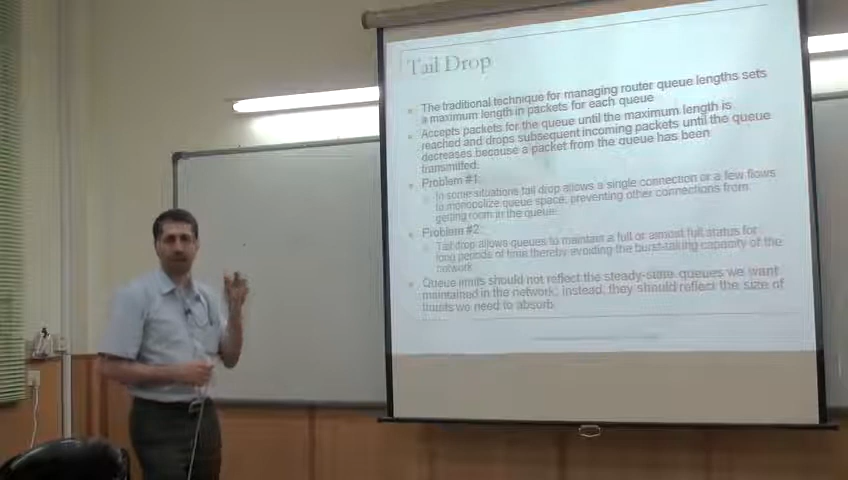 Tail Drop
The traditional technique for managing router queue lengths sets
a maximum length in packets for each queue
Accepts packets for the queue until the maximum length is
reached and drops subsequent incoming packets until the queue
decreases because a packet from the queue has been
transmitted.
Problem #1:
In some situations tail drop allows a single connection or a few flows
to monopolize queue space, preventing other connections from
getting room in the queue.
Problem #2:
Tail drop allows queues to maintain a full or almost full status for
long periods of time thereby avoiding the burst-taking capacity of the
network
Queue limits should not reflect the steady-state queues we want
maintained in the network; instead, they should reflect the size of
we need to absorb.